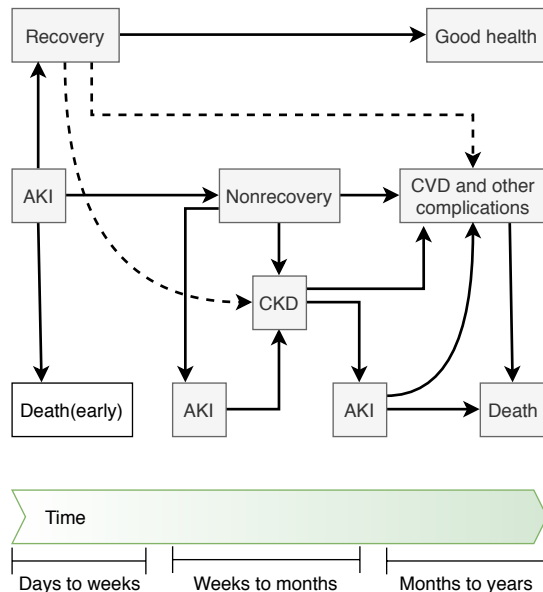 Recovery
Good health
AKI
Nonrecovery
CVD and other
complications
CKD
Death(early)
AKI
AKI
Death
Time
Days to weeks
Weeks to months
Months to years